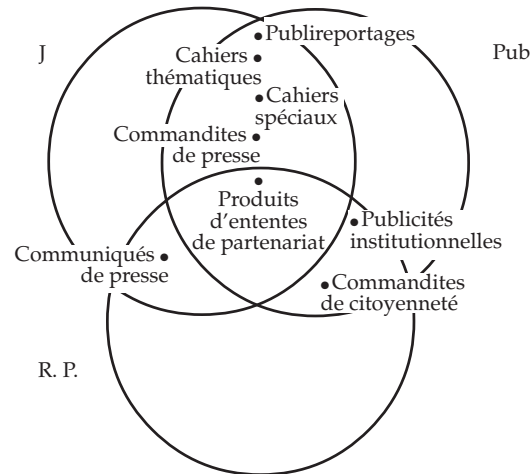 J
Pub
Publireportages
Cahiers
thématiques
Cahiers
spéciaux
Commandites
de presse
Produits
d'ententes
de partenariat
Publicités
institutionnelles
Communiqués
de presse
Commandites
de citoyenneté
R. P.